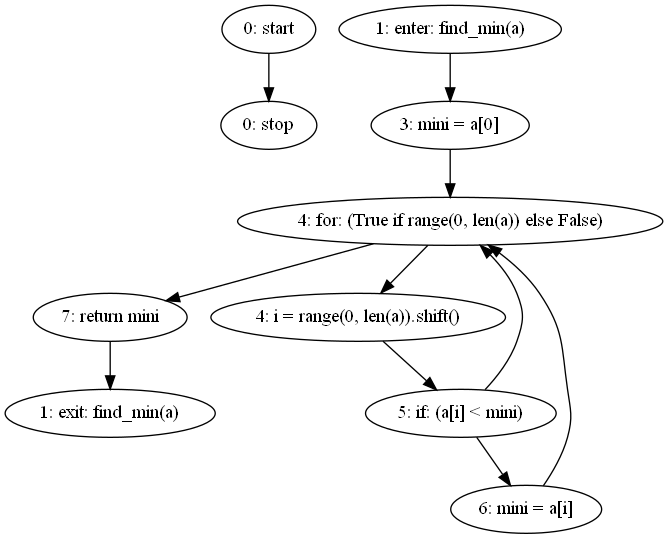 0: start
1: enter: find_min(a)
0: stop
3: mini = a[0]
4: for: (True if range(0, len(a)) else False)
7: return mini
4: i = range(0, len(a)).shift()
1: exit: find_min(a)
5: if: (a[i] < mini)
6: mini = a[i]